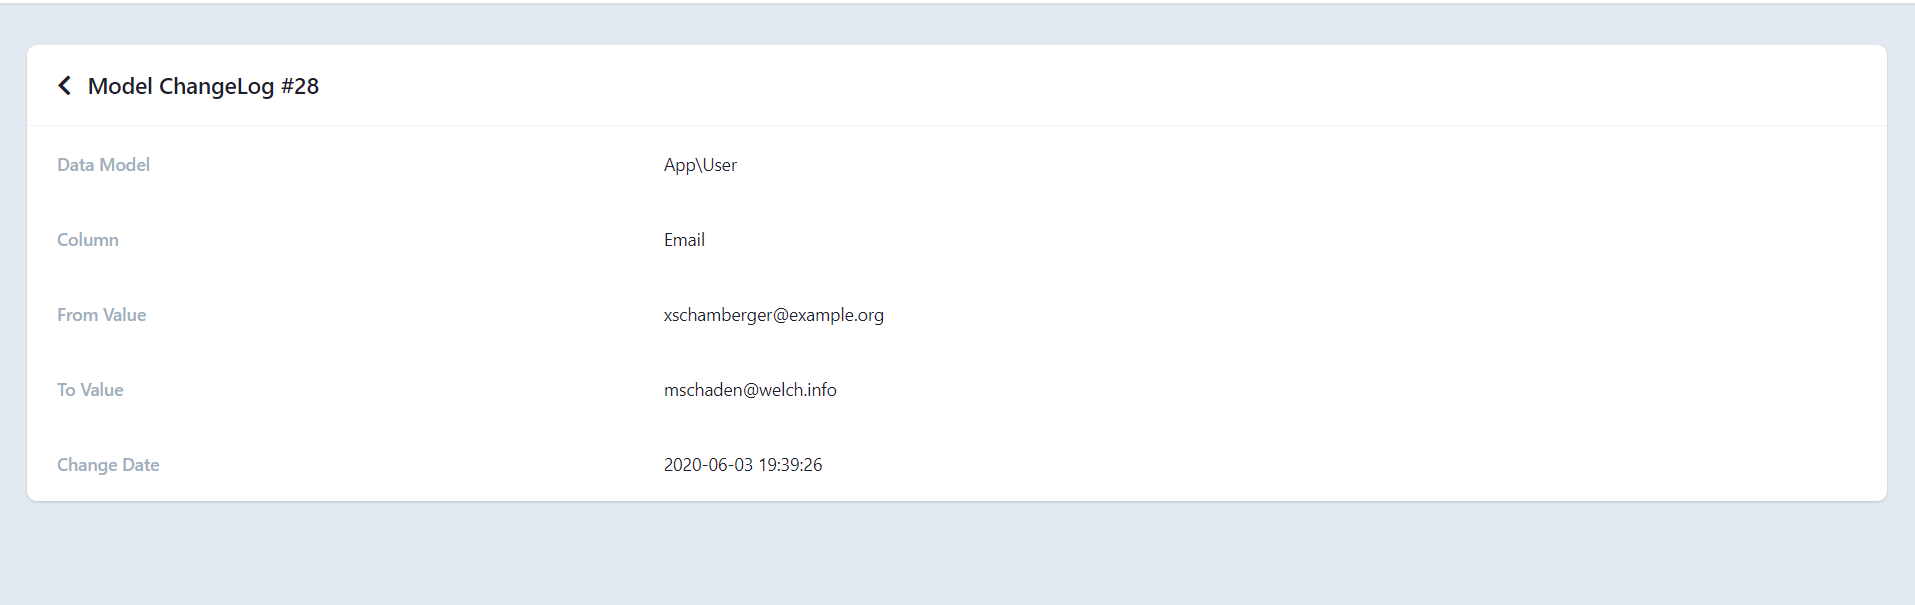 Model ChangeLog #28
Data Model App\User
Column Email
From Value xschamberger@example.org
To Value mschaden@welch.info
Change Date 2020-06-03 19:39:26